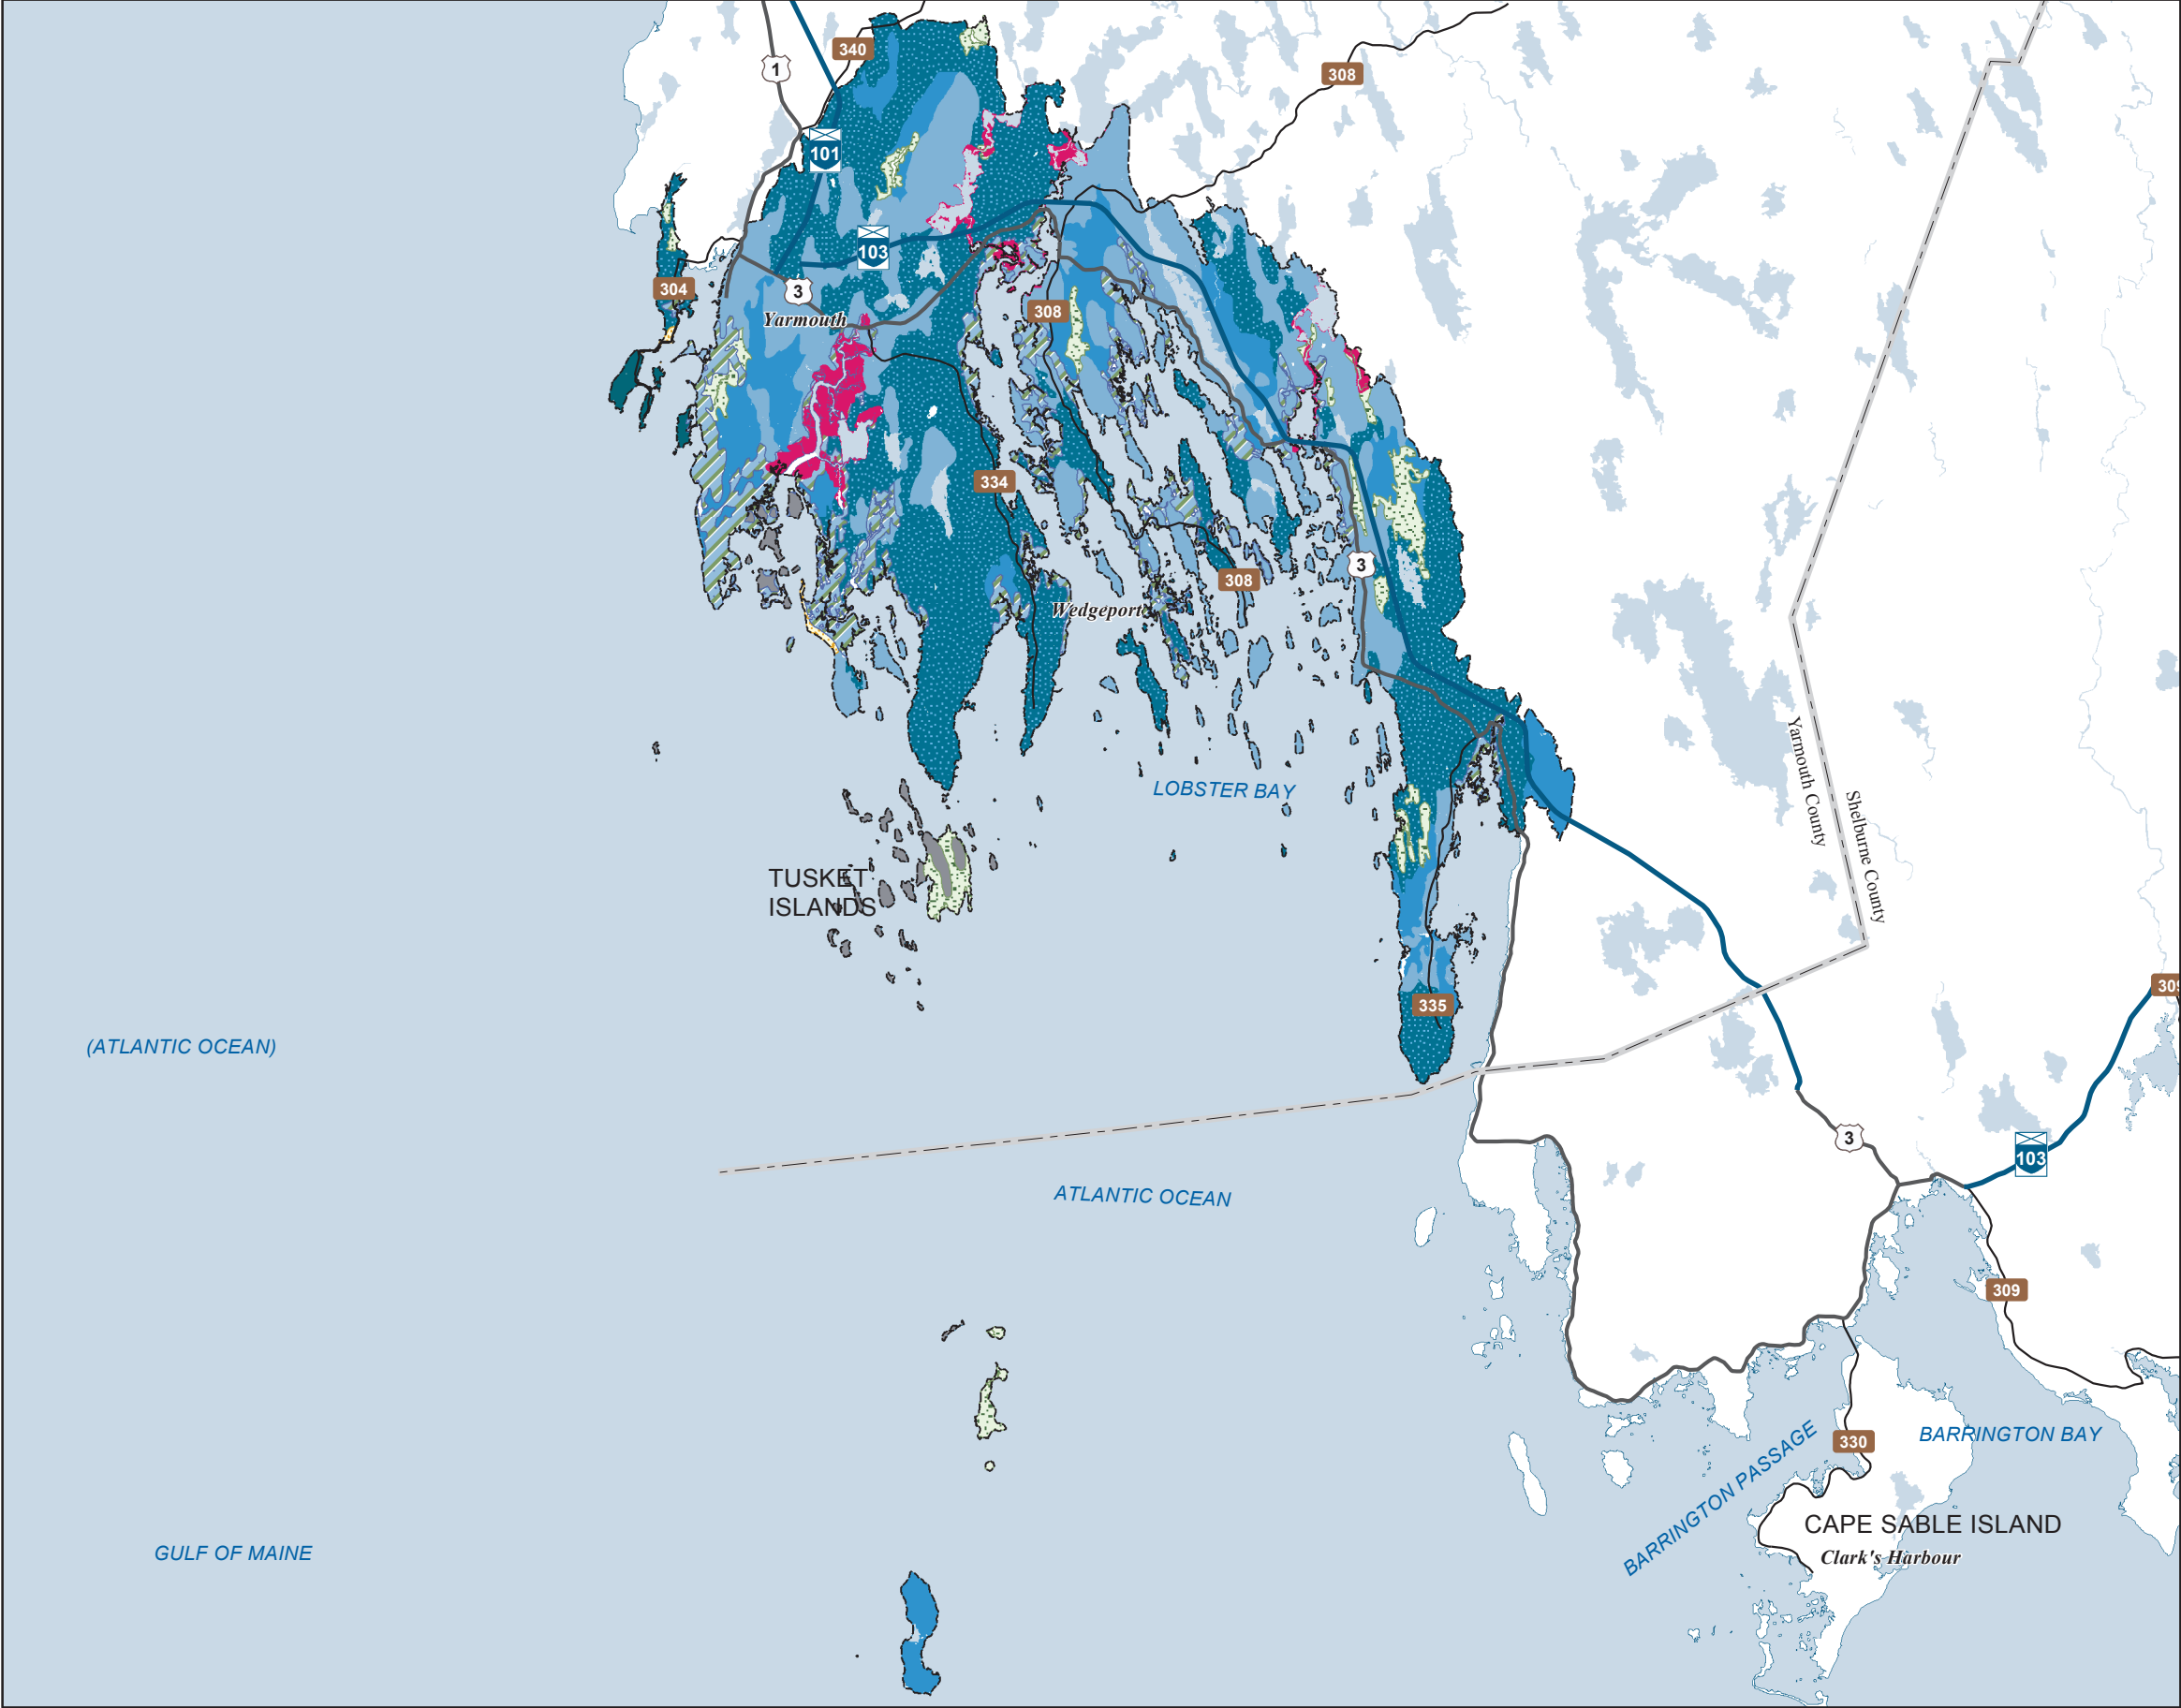 340
1
308
101
103
304
3
Yarmouth
308
334
3
308
Wedgeport
LOBSTER BAY
Yarmouth County
Shelburne County
TUSKET
ISLANDS
335
309
(ATLANTIC OCEAN)
3
103
ATLANTIC OCEAN
309
BARRINGTON PASSAGE
330
BARRINGTON BAY
CAPE SABLE ISLAND
Clark's Harbour
GULF OF MAINE